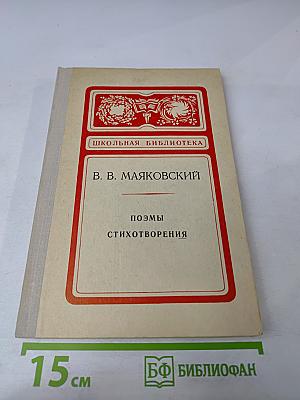 ШКОЛЬНАЯ БИБЛИОТЕКА
В. В. МАЯКОВСКИЙ
ПОЭМЫ
СТИХОТВОРЕНИЯ
15 см
БФ БИБЛИОФАН